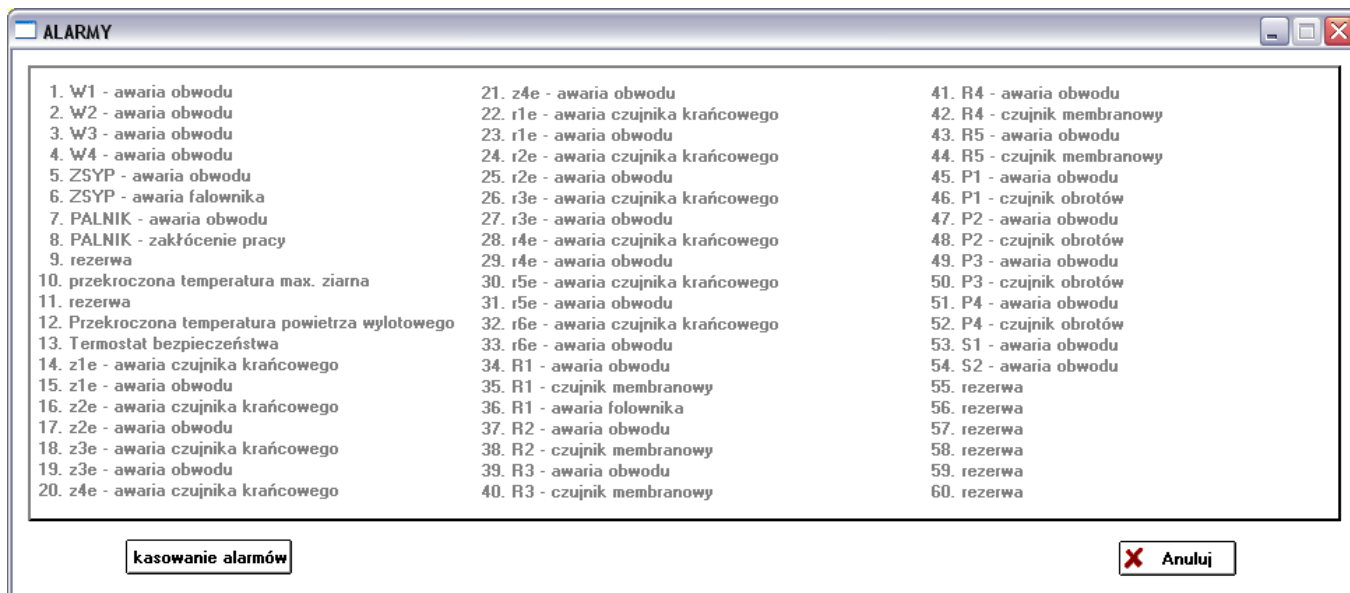 ALARMY
1. W1 - awaria obwodu
2. W2 - awaria obwodu
3. W3 - awaria obwodu
4. W4 - awaria obwodu
5. ZSYP - awaria obwodu
6. ZSYP - awaria falownika
7. PALNIK - awaria obwodu
8. PALNIK - zakłócenie pracy
9. rezerwa
10. przekroczona temperatura max. ziarna
11. rezerwa
12. Przekroczona temperatura powietrza wylotowego
13. Termostat bezpieczeństwa
14. z1e - awaria czujnika krańcowego
15. z1e - awaria obwodu
16. z2e - awaria czujnika krańcowego
17. z2e - awaria obwodu
18. z3e - awaria czujnika krańcowego
19. z3e - awaria obwodu
20. z4e - awaria czujnika krańcowego
21. z4e - awaria obwodu
22. r1e - awaria czujnika krańcowego
23. r1e - awaria obwodu
24. r2e - awaria czujnika krańcowego
25. r2e - awaria obwodu
26. r3e - awaria czujnika krańcowego
27. r3e - awaria obwodu
28. r4e - awaria czujnika krańcowego
29. r4e - awaria obwodu
30. r5e - awaria czujnika krańcowego
31. r5e - awaria obwodu
32. r6e - awaria czujnika krańcowego
33. r6e - awaria obwodu
34. R1 - awaria obwodu
35. R1 - czujnik membranowy
36. R1 - awaria folownika
37. R2 - awaria obwodu
38. R2 - czujnik membranowy
39. R3 - awaria obwodu
40. R3 - czujnik membranowy
41. R4 - awaria obwodu
42. R4 - czujnik membranowy
43. R5 - awaria obwodu
44. R5 - czujnik membranowy
45. P1 - awaria obwodu
46. P1 - czujnik obrotów
47. P2 - awaria obwodu
48. P2 - czujnik obrotów
49. P3 - awaria obwodu
50. P3 - czujnik obrotów
51. P4 - awaria obwodu
52. P4 - czujnik obrotów
53. S1 - awaria obwodu
54. S2 - awaria obwodu
55. rezerwa
56. rezerwa
57. rezerwa
58. rezerwa
59. rezerwa
60. rezerwa
kasowanie alarmów
Anuluj